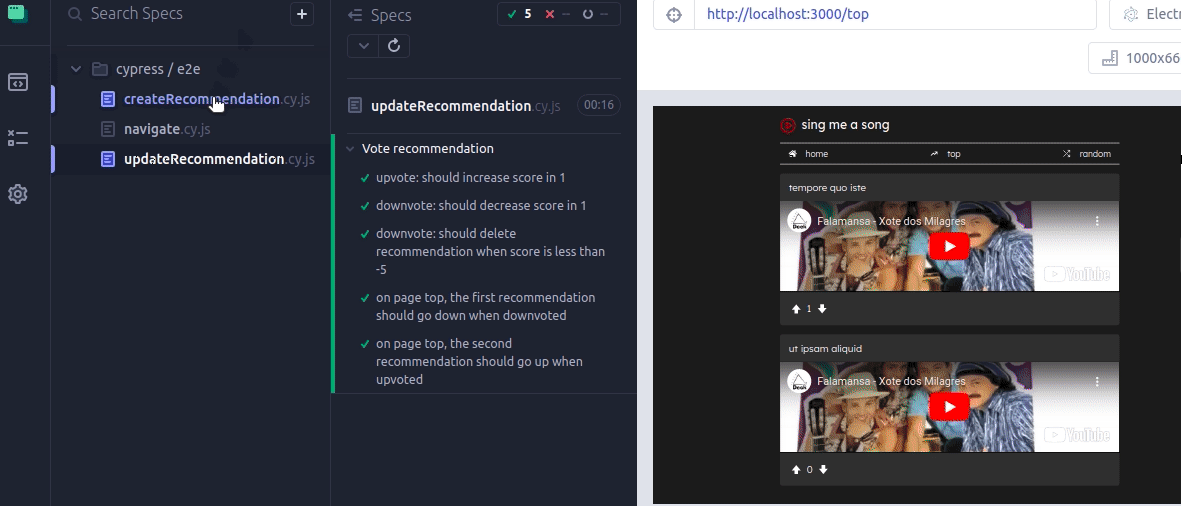 Search Specs
+
Specs
5
--
--
http://localhost:3000/top
Electr
1000x66
cypress / e2e
createRecommendation.cy.js
navigate.cy.js
updateRecommendation.cy.js
updateRecommendation.cy.js
00:16
Vote recommendation
upvote: should increase score in 1
downvote: should decrease score in 1
downvote: should delete
recommendation when score is less than
-5
on page top, the first recommendation
should go down when downvoted
on page top, the second
recommendation should go up when
upvoted
sing me a song
home
top
random
tempore quo iste
Falamansa - Xote dos Milagres
YouTube
1
ut ipsam aliquid
Falamansa - Xote dos Milagres
YouTube
0